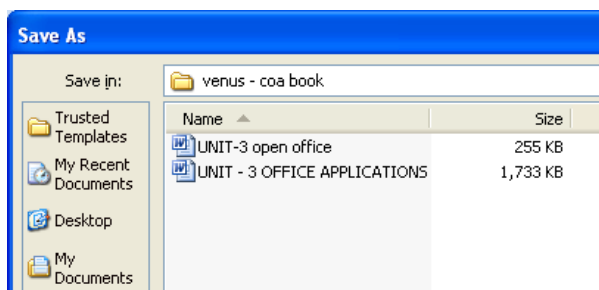 Save As
Save in:
venus - coa book
Trusted
Templates
My Recent
Documents
Desktop
My
Documents
Name Size
UNIT-3 open office 255 KB
UNIT - 3 OFFICE APPLICATIONS 1,733 KB